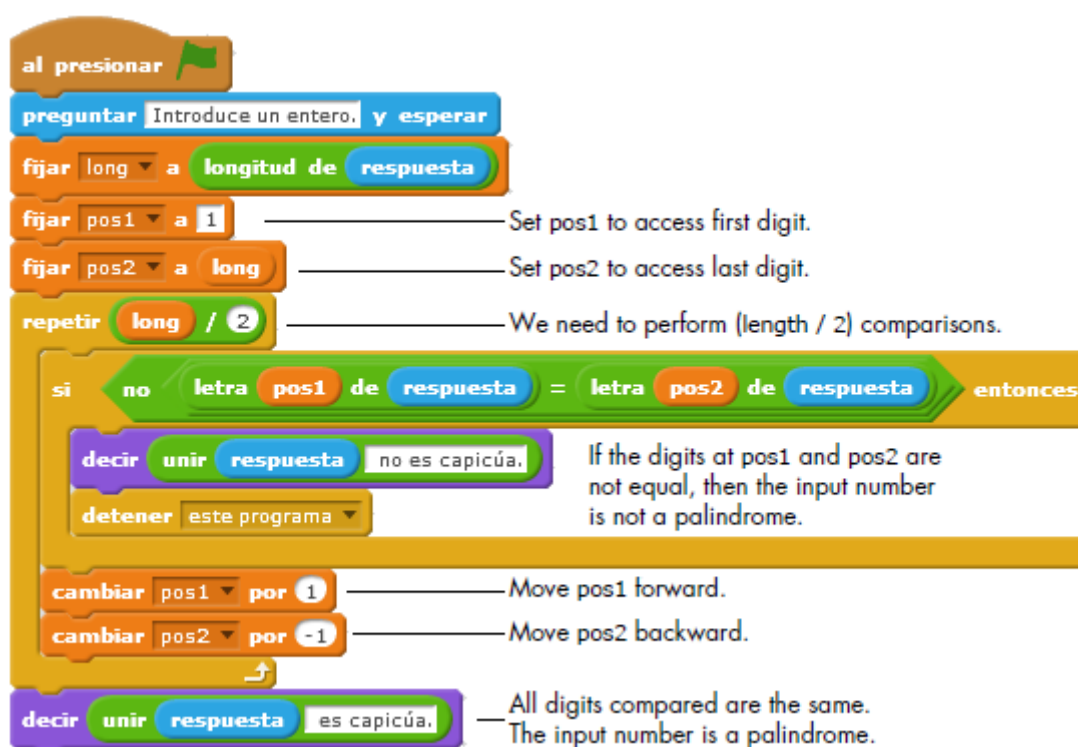 al presionar
preguntar Introduce un entero. y esperar
fijar long a longitud de respuesta
fijar pos1 a 1 Set pos1 to access first digit.
fijar pos2 a long Set pos2 to access last digit.
repetir long / 2 We need to perform (length / 2) comparisons.
si no letra pos1 de respuesta = letra pos2 de respuesta entonces
decir unir respuesta no es capicúa.
detener este programa
If the digits at pos1 and pos2 are
not equal, then the input number
is not a palindrome.
cambiar pos1 por 1 Move pos1 forward.
cambiar pos2 por -1 Move pos2 backward.
decir unir respuesta es capicúa.
All digits compared are the same.
The input number is a palindrome.